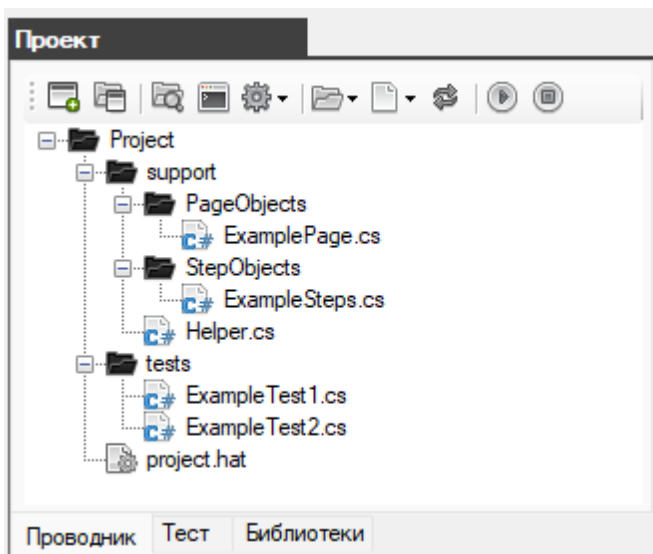 Проект
Project
support
PageObjects
ExamplePage.cs
StepObjects
ExampleSteps.cs
Helper.cs
tests
ExampleTest1.cs
ExampleTest2.cs
project.hat
Проводник Тест Библиотеки